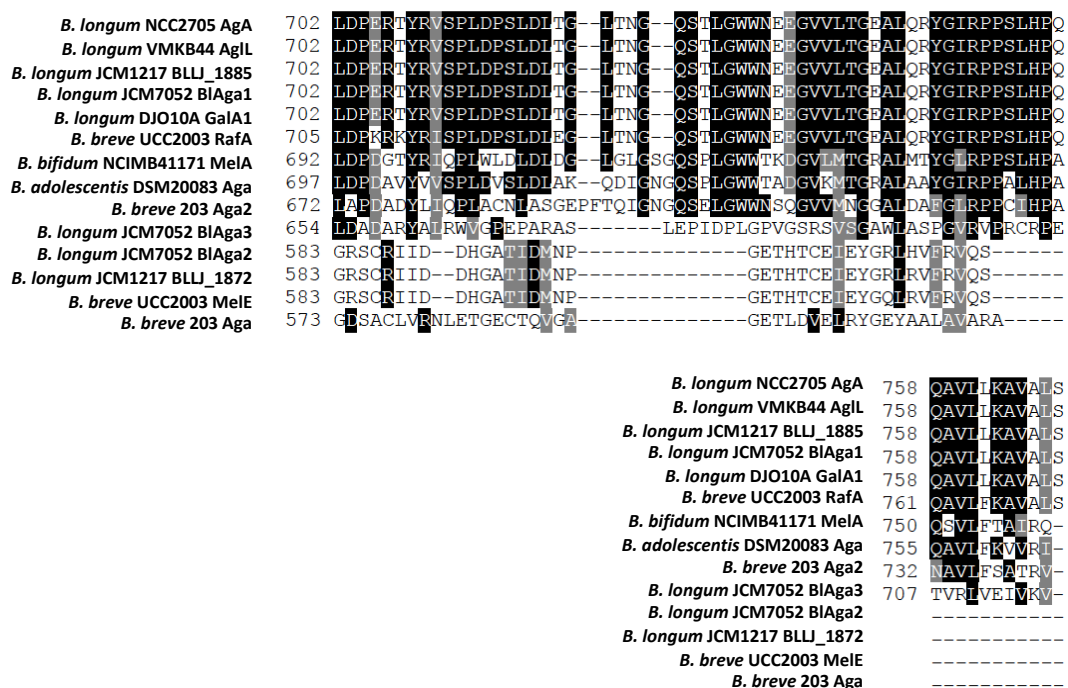 B. longum NCC2705 AgA 702 LDPERTYRVSPLDPSLDLTG--LTNG--QSTLGWWNEEGVVLTGEALQRYGIRPPSLHPQ
B. longum VMKB44 AglL 702 LDPERTYRVSPLDPSLDLTG--LTNG--QSTLGWWNEEGVVLTGEALQRYGIRPPSLHPQ
B. longum JCM1217 BLLJ_1885 702 LDPERTYRVSPLDPSLDLTG--LTNG--QSTLGWWNEEGVVLTGEALQRYGIRPPSLHPQ
B. longum JCM7052 BlAga1 702 LDPERTYRVSPLDPSLDLTG--LTNG--QSTLGWWNEEGVVLTGEALQRYGIRPPSLHPQ
B. longum DJO10A GalA1 702 LDPERTYRVSPLDPSLDLTG--LTNG--QSTLGWWNEEGVVLTGEALQRYGIRPPSLHPQ
B. breve UCC2003 RafA 705 LDPKRKYRISPLDPSLDLEG--LTNG--QSTLGWWNEEGVVLTGEALQRYGIRPPSLHPQ
B. bifidum NCIMB41171 MelA 692 LDPDGTYRIQPLWLDLDLDG--LGLGSGQSPLGWWTKDGVLMTGRALMTYGLRPPSLHPA
B. adolescentis DSM20083 Aga 697 LDPDAVYVVSPLDVSLDLAK--QDIGNGQSPLGWWTADGVKMTGRALAAYGIRPPALHPA
B. breve 203 Aga2 672 LAPDADYLIQPLACNLASGEPFTQIGNGQSELGWWNSQGVVMNGGALDAFGLRPPCIHPA
B. longum JCM7052 BlAga3 654 LDADARYALRWVGPEPARAS-------LEPIDPLGPVGSRSVSGAWLASPGVRVPRCRPE
B. longum JCM7052 BlAga2 583 GRSCRIID--DHGATIDMNP--------------GETHTCEIEYGRLHVFRVQS------
B. longum JCM1217 BLLJ_1872 583 GRSCRIID--DHGATIDMNP--------------GETHTCEIEYGRLHVFRVQS------
B. breve UCC2003 MelE 583 GRSCRIID--DHGATIDMNP--------------GETHTCEIEYGQLRVFRVQS------
B. breve 203 Aga 573 GDSACLVRNLETGECTQVGA--------------GETLDVELRYGEYAALAVARA-----
B. longum NCC2705 AgA 758 QAVLLKAVALS
B. longum VMKB44 AglL 758 QAVLLKAVALS
B. longum JCM1217 BLLJ_1885 758 QAVLLKAVALS
B. longum JCM7052 BlAga1 758 QAVLLKAVALS
B. longum DJO10A GalA1 758 QAVLLKAVALS
B. breve UCC2003 RafA 761 QAVLFKAVALS
B. bifidum NCIMB41171 MelA 750 QSVLFTAIRQ-
B. adolescentis DSM20083 Aga 755 QAVLFKVVRI-
B. breve 203 Aga2 732 NAVLFSATRV-
B. longum JCM7052 BlAga3 707 TVRLVEIVKV-
B. longum JCM7052 BlAga2 -----------
B. longum JCM1217 BLLJ_1872 -----------
B. breve UCC2003 MelE -----------
B. breve 203 Aga -----------